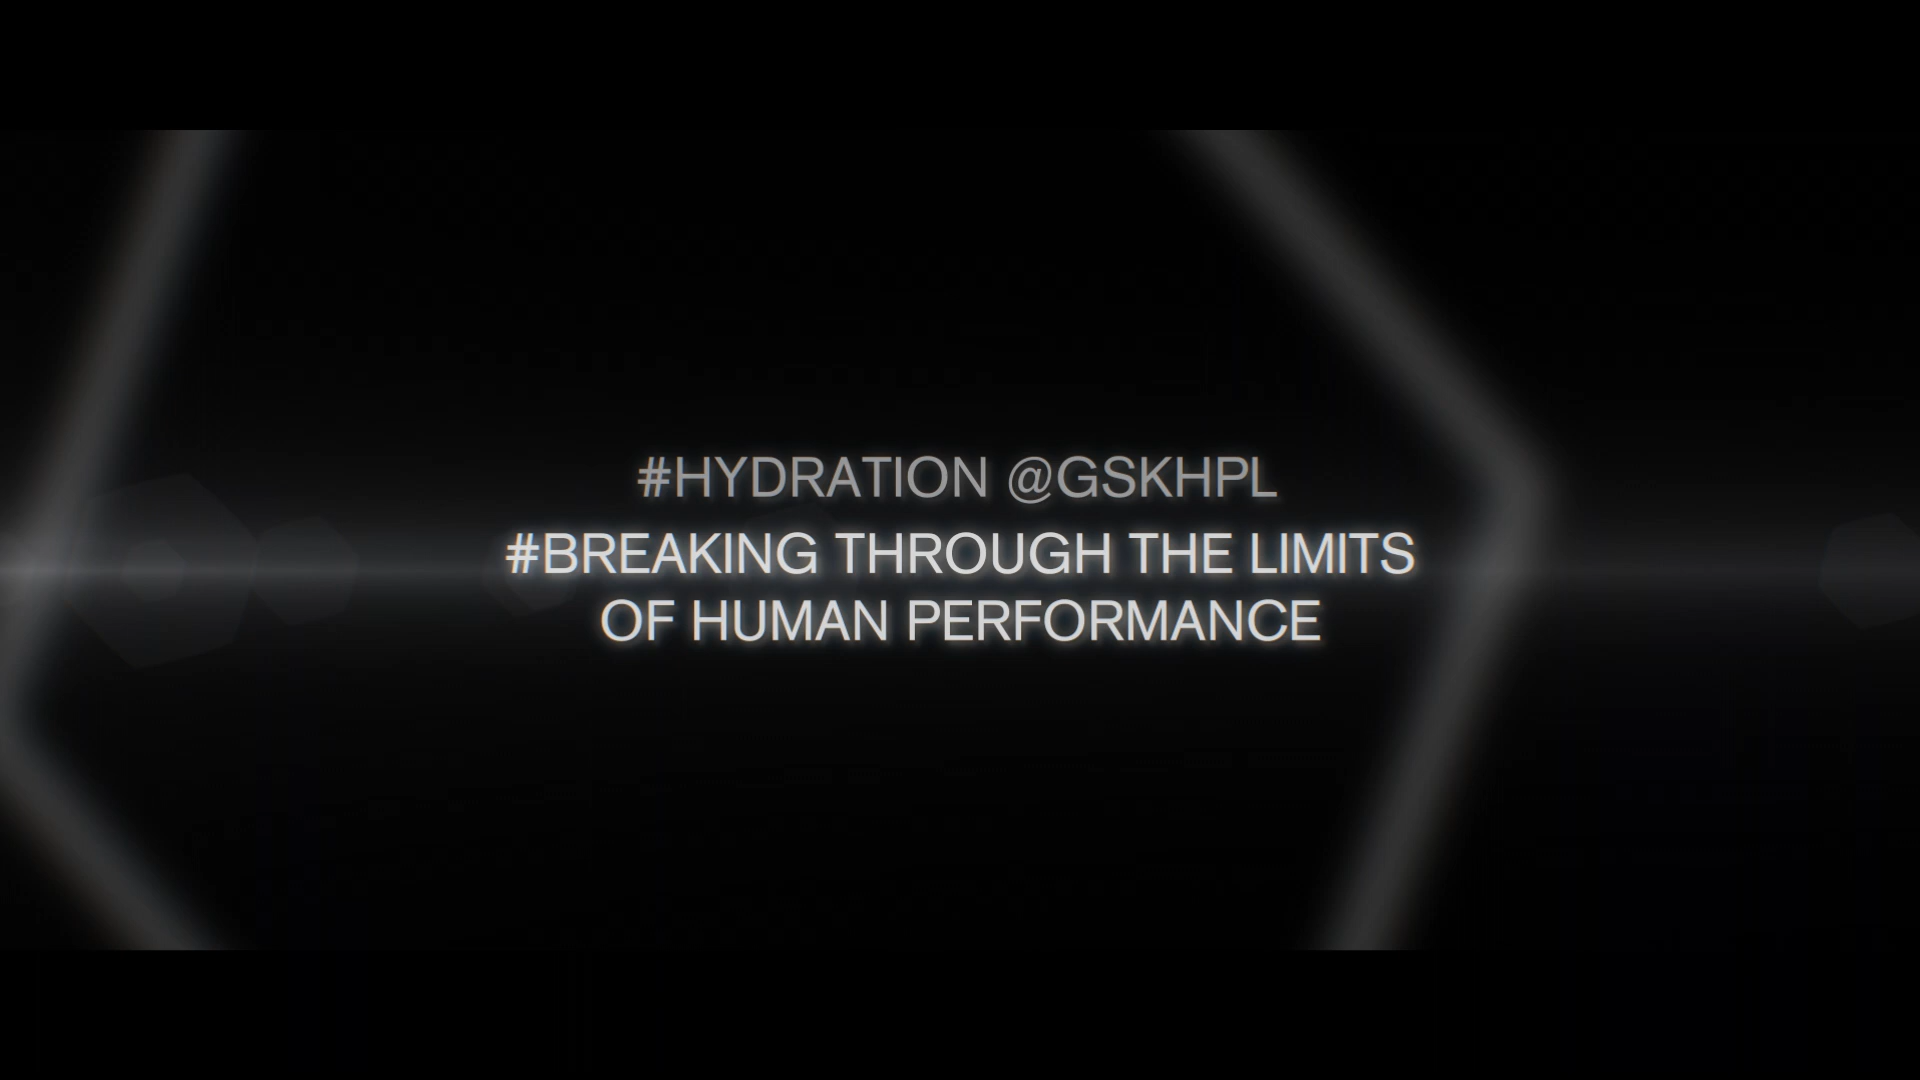 #HYDRATION @GSKHPL
#BREAKING THROUGH THE LIMITS
OF HUMAN PERFORMANCE